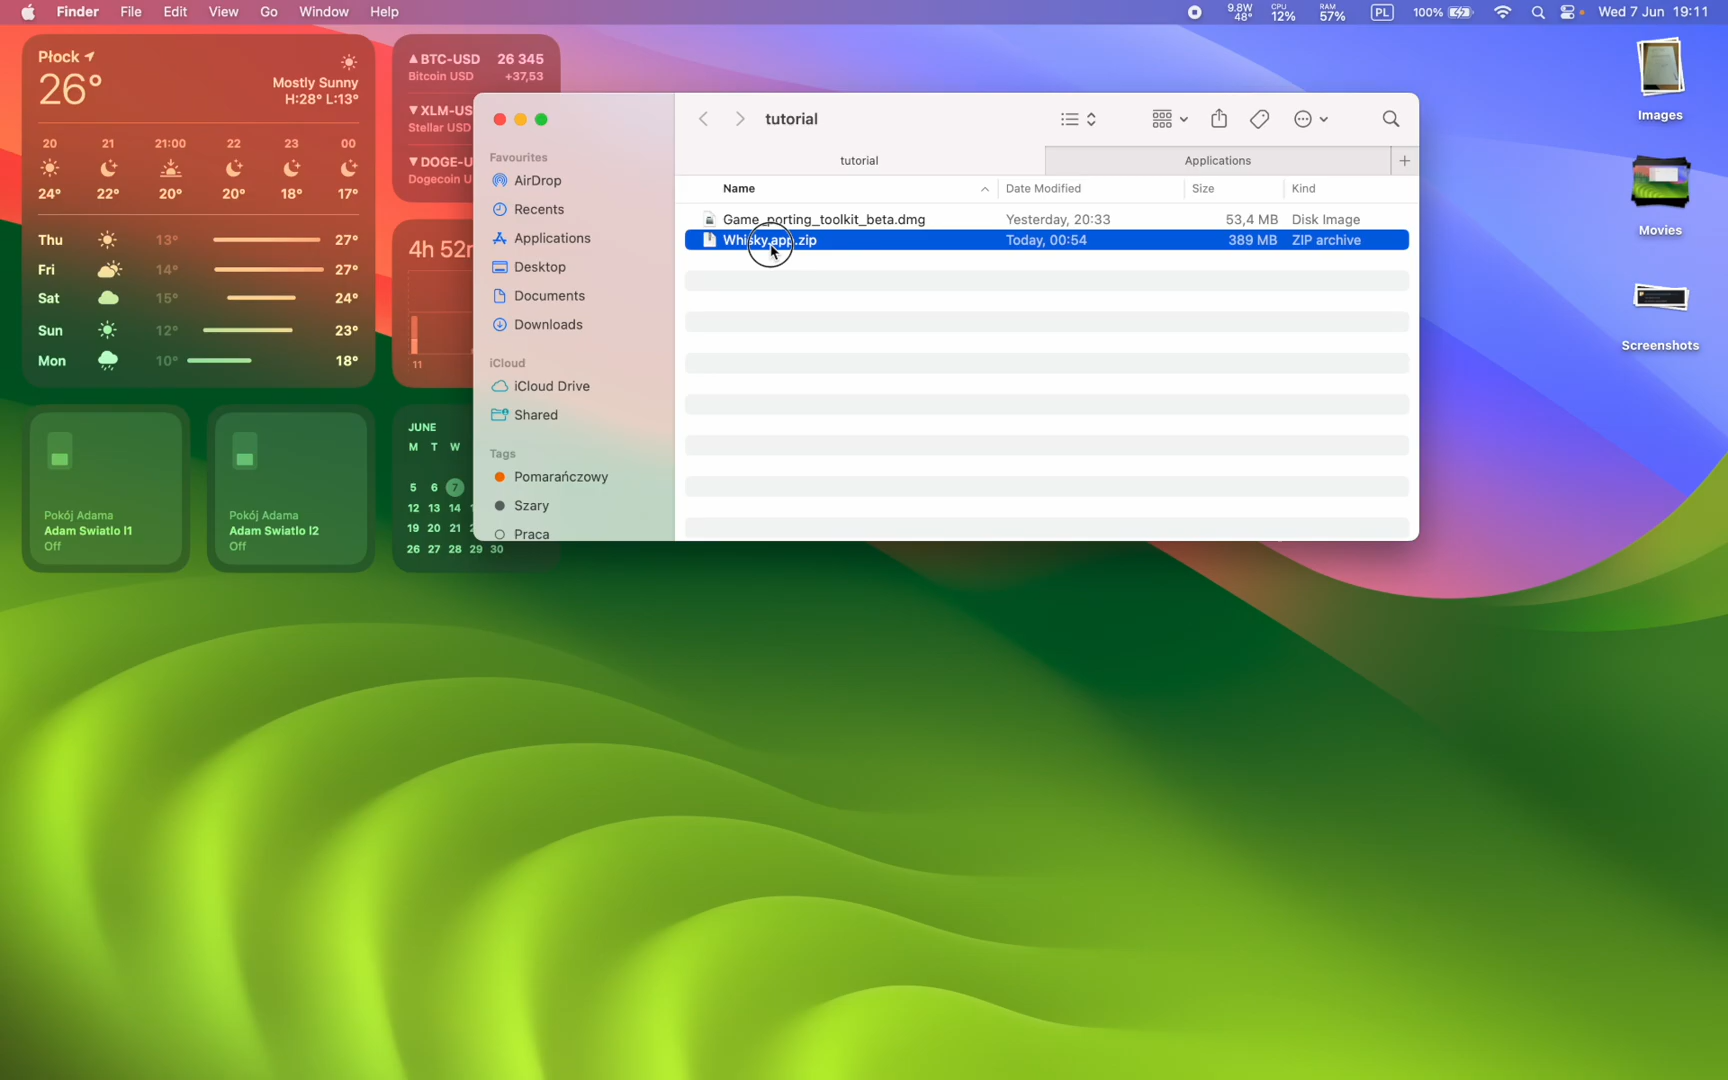 Finder File Edit View Go Window Help
9.8W 48° CPU 12% RAM 57% PL 100% Wed 7 Jun 19:11
Płock
26°
Mostly Sunny
H:28° L:13°
20 21 21:00 22 23 00
24° 22° 20° 20° 18° 17°
Thu 13° 27°
Fri 14° 27°
Sat 15° 24°
Sun 12° 23°
Mon 10° 18°
BTC-USD 26 345
Bitcoin USD +37,53
XLM-US
Stellar USD
DOGE-U
Dogecoin U
4h 52
11
Pokój Adama
Adam Swiatlo l1
Off
Pokój Adama
Adam Swiatlo l2
Off
JUNE
M T W
5 6 7
12 13 14
19 20 21
26 27 28 29 30
Favourites
AirDrop
Recents
Applications
Desktop
Documents
Downloads
iCloud
iCloud Drive
Shared
Tags
Pomarańczowy
Szary
Praca
tutorial
tutorial Applications
Name Date Modified Size Kind
Game_porting_toolkit_beta.dmg Yesterday, 20:33 53,4 MB Disk Image
Whisky.app.zip Today, 00:54 389 MB ZIP archive
Images
Movies
Screenshots